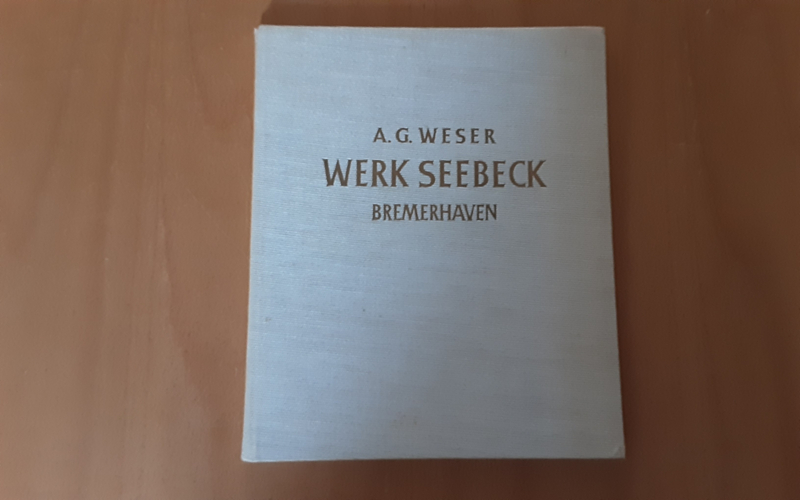 A. G. WESER
WERK SEEBECK
BREMERHAVEN